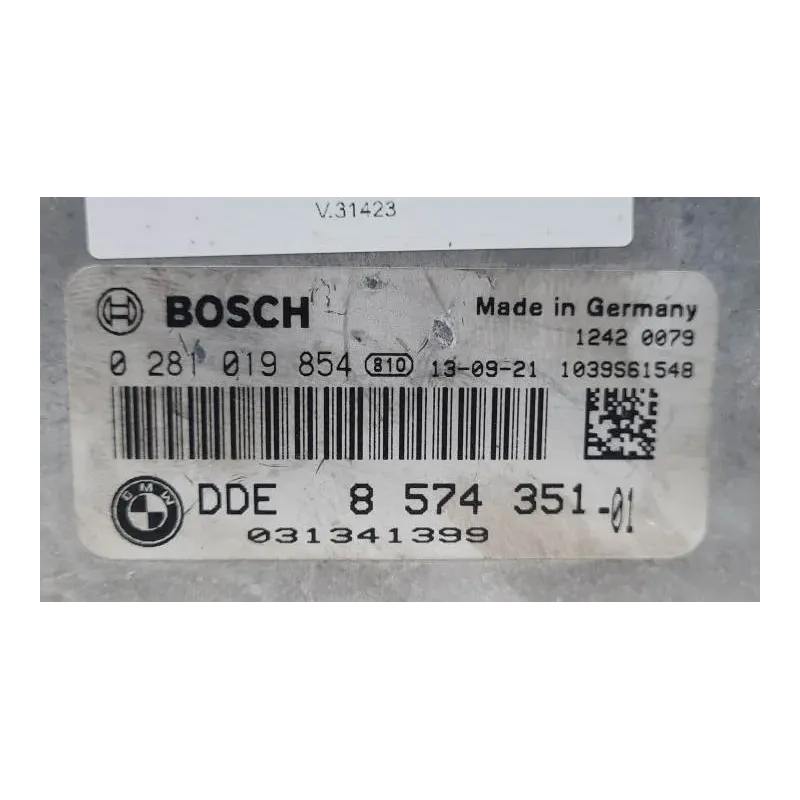 V.31423
BOSCH Made in Germany
1242 0079
0 281 019 854 810 13-09-21 1039S61548
BMW DDE 8 574 351-01
031341399